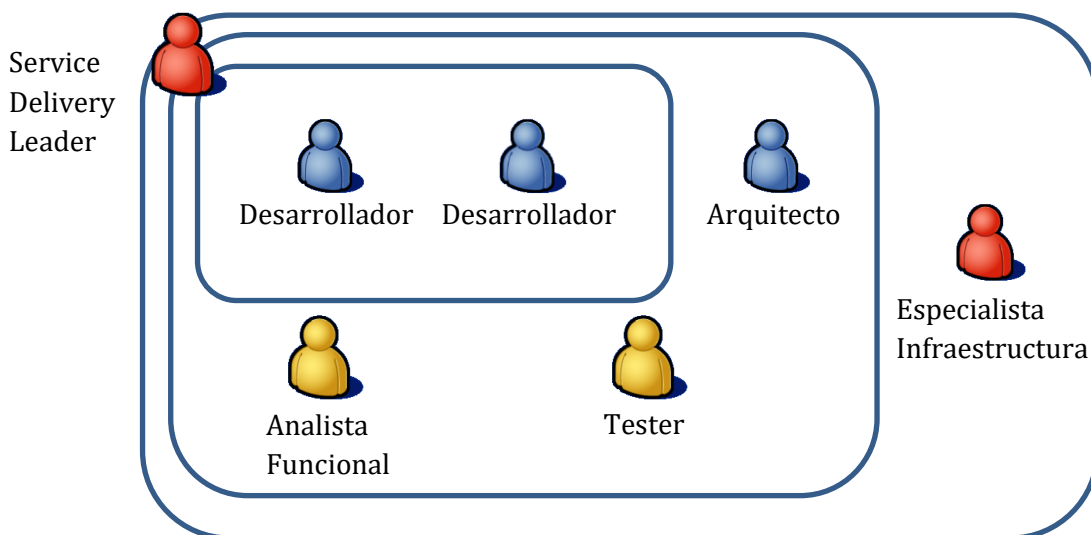 Service
Delivery
Leader
Desarrollador
Desarrollador
Arquitecto
Especialista
Infraestructura
Analista
Funcional
Tester